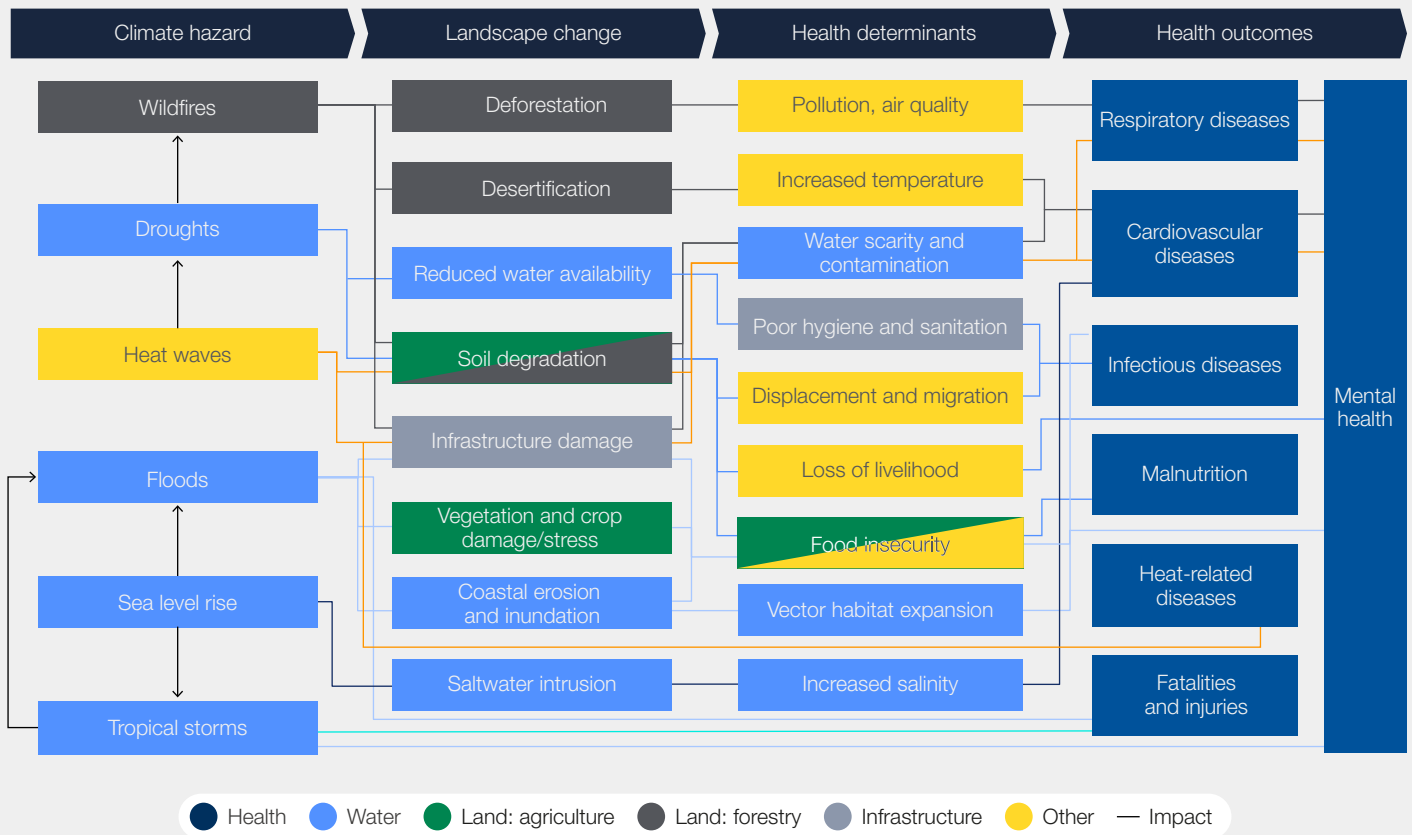 Climate hazard
Landscape change
Health determinants
Health outcomes
Wildfires
Droughts
Heat waves
Floods
Sea level rise
Tropical storms
Deforestation
Desertification
Reduced water availability
Soil degradation
Infrastructure damage
Vegetation and crop
damage/stress
Coastal erosion
and inundation
Saltwater intrusion
Pollution, air quality
Increased temperature
Water scarity and
contamination
Poor hygiene and sanitation
Displacement and migration
Loss of livelihood
Food insecurity
Vector habitat expansion
Increased salinity
Respiratory diseases
Cardiovascular
diseases
Infectious diseases
Malnutrition
Heat-related
diseases
Fatalities
and injuries
Mental
health
Health
Water
Land: agriculture
Land: forestry
Infrastructure
Other
Impact